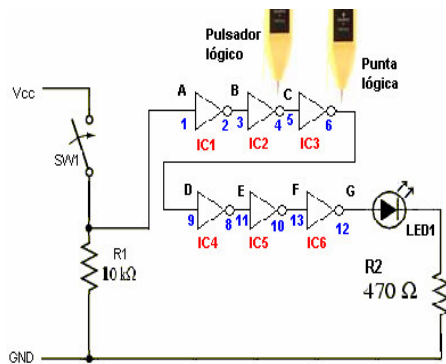 Pulsador
lógico
Punta
lógica
Vcc
A
B
C
1
2
3
4
5
6
IC1
IC2
IC3
SW1
D
E
F
G
9
8
11
10
13
12
IC4
IC5
IC6
LED1
R1
10 kΩ
R2
470 Ω
GND